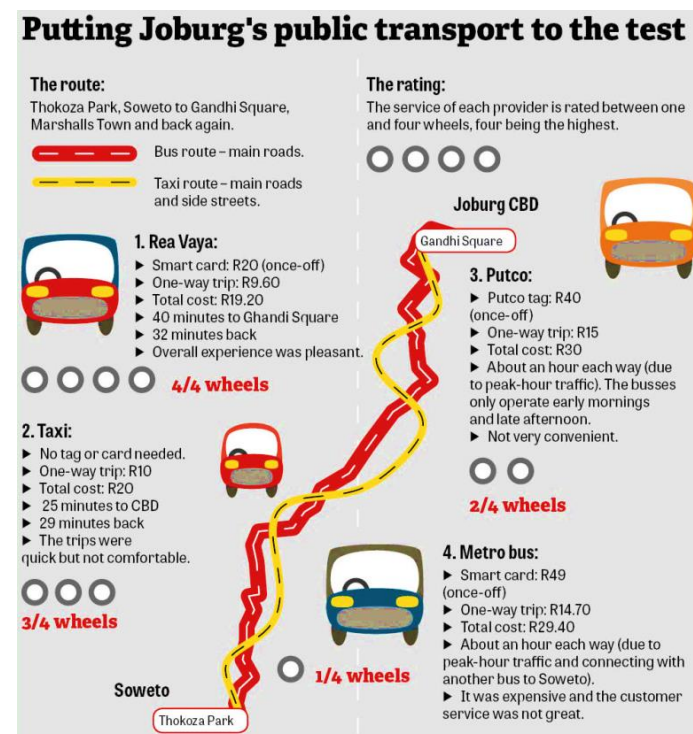 Putting Joburg's public transport to the test
The route:
Thokoza Park, Soweto to Gandhi Square,
Marshalls Town and back again.
Bus route – main roads.
Taxi route – main roads
and side streets.
The rating:
The service of each provider is rated between one
and four wheels, four being the highest.
Joburg CBD
Gandhi Square
1. Rea Vaya:
▶ Smart card: R20 (once-off)
▶ One-way trip: R9.60
▶ Total cost: R19.20
▶ 40 minutes to Ghandi Square
▶ 32 minutes back
▶ Overall experience was pleasant.
4/4 wheels
2. Taxi:
▶ No tag or card needed.
▶ One-way trip: R10
▶ Total cost: R20
▶ 25 minutes to CBD
▶ 29 minutes back
▶ The trips were
quick but not comfortable.
3/4 wheels
3. Putco:
▶ Putco tag: R40
(once-off)
▶ One-way trip: R15
▶ Total cost: R30
▶ About an hour each way (due
to peak-hour traffic). The busses
only operate early mornings
and late afternoon.
▶ Not very convenient.
2/4 wheels
4. Metro bus:
▶ Smart card: R49
(once-off)
▶ One-way trip: R14.70
▶ Total cost: R29.40
▶ About an hour each way (due to
peak-hour traffic and connecting with
another bus to Soweto).
▶ It was expensive and the customer
service was not great.
1/4 wheels
Soweto
Thokoza Park